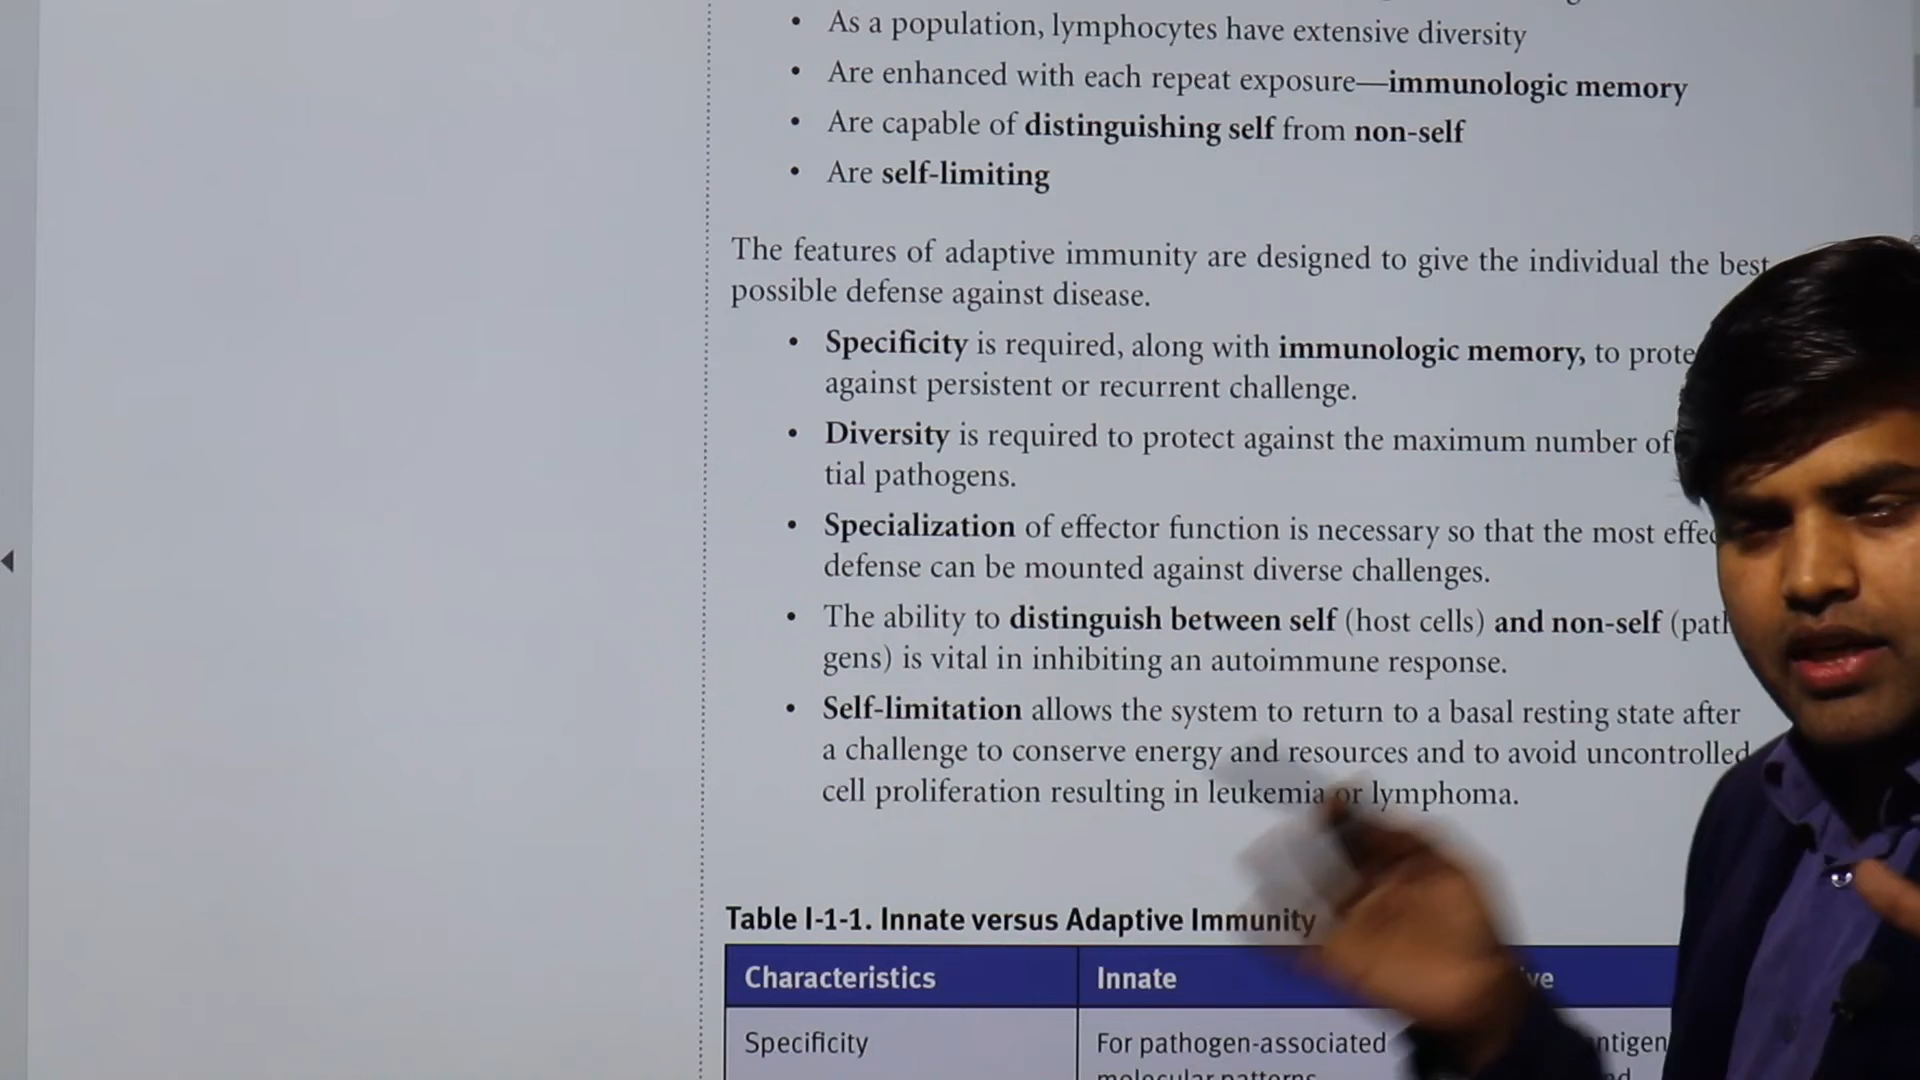 • As a population, lymphocytes have extensive diversity
• Are enhanced with each repeat exposure—immunologic memory
• Are capable of distinguishing self from non-self
• Are self-limiting
The features of adaptive immunity are designed to give the individual the best
possible defense against disease.
• Specificity is required, along with immunologic memory, to
against persistent or recurrent challenge.
• Diversity is required to protect against the maximum number of
tial pathogens.
• Specialization of effector function is necessary so that the most
defense can be mounted against diverse challenges.
• The ability to distinguish between self (host cells) and non-self
gens) is vital in inhibiting an autoimmune response.
• Self-limitation allows the system to return to a basal resting state after
a challenge to conserve energy and resources and to avoid uncontrolled
cell proliferation resulting in leukemia or lymphoma.
Table I-1-1. Innate versus Adaptive Immunity
Characteristics Innate
Specificity For pathogen-associated
molecular patterns